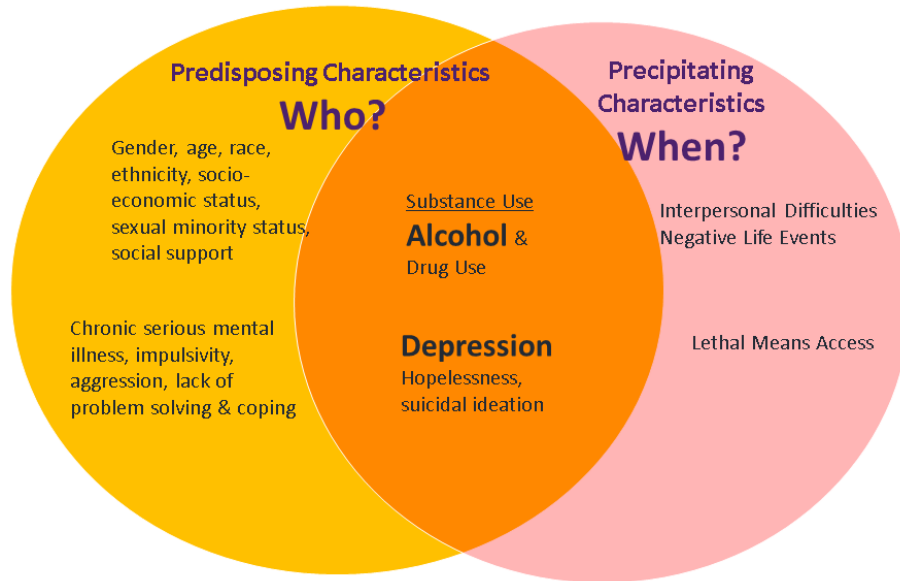 Predisposing Characteristics
Who?
Gender, age, race,
ethnicity, socio-
economic status,
sexual minority status,
social support
Chronic serious mental
illness, impulsivity,
aggression, lack of
problem solving & coping
Substance Use
Alcohol &
Drug Use
Depression
Hopelessness,
suicidal ideation
Precipitating
Characteristics
When?
Interpersonal Difficulties
Negative Life Events
Lethal Means Access